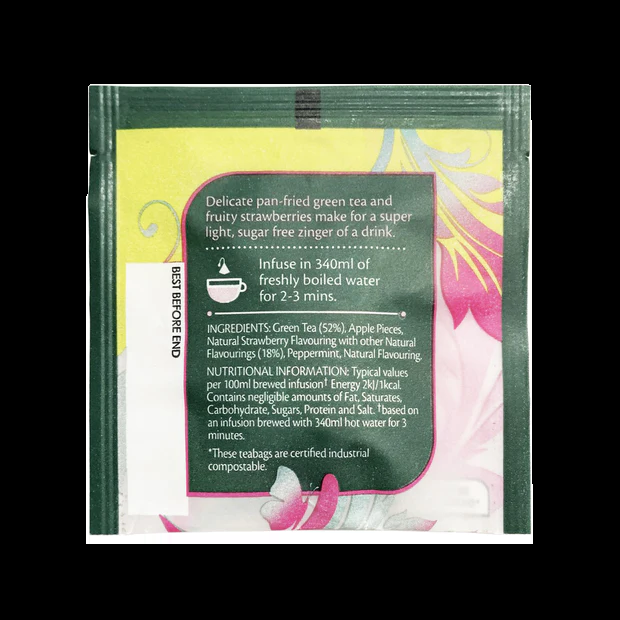 Delicate pan-fried green tea and
fruity strawberries make for a super
light, sugar free zinger of a drink.
Infuse in 340ml of
freshly boiled water
for 2-3 mins.
BEST BEFORE END
INGREDIENTS: Green Tea (52%), Apple Pieces,
Natural Strawberry Flavouring with other Natural
Flavourings (18%), Peppermint, Natural Flavouring.
NUTRITIONAL INFORMATION: Typical values
per 100ml brewed infusion† Energy 2kJ/1kcal.
Contains negligible amounts of Fat, Saturates,
Carbohydrate, Sugars, Protein and Salt. †based on
an infusion brewed with 340ml hot water for 3
minutes.
*These teabags are certified industrial
compostable.